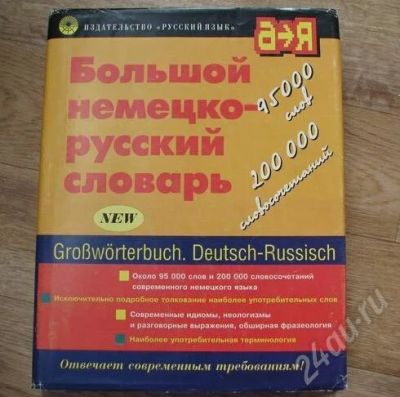 ИЗДАТЕЛЬСТВО «РУССКИЙ ЯЗЫК»
а→Я
Большой
немецко-
русский
словарь
95000
слов
200 000
словосочетаний
NEW
Großwörterbuch. Deutsch-Russisch
Около 95 000 слов и 200 000 словосочетаний
современного немецкого языка
Исключительно подробное толкование наиболее употребительных слов
Современные идиомы, неологизмы
и разговорные выражения, обширная фразеология
Наиболее употребительная терминология
Отвечает современным требованиям!
24au.ru